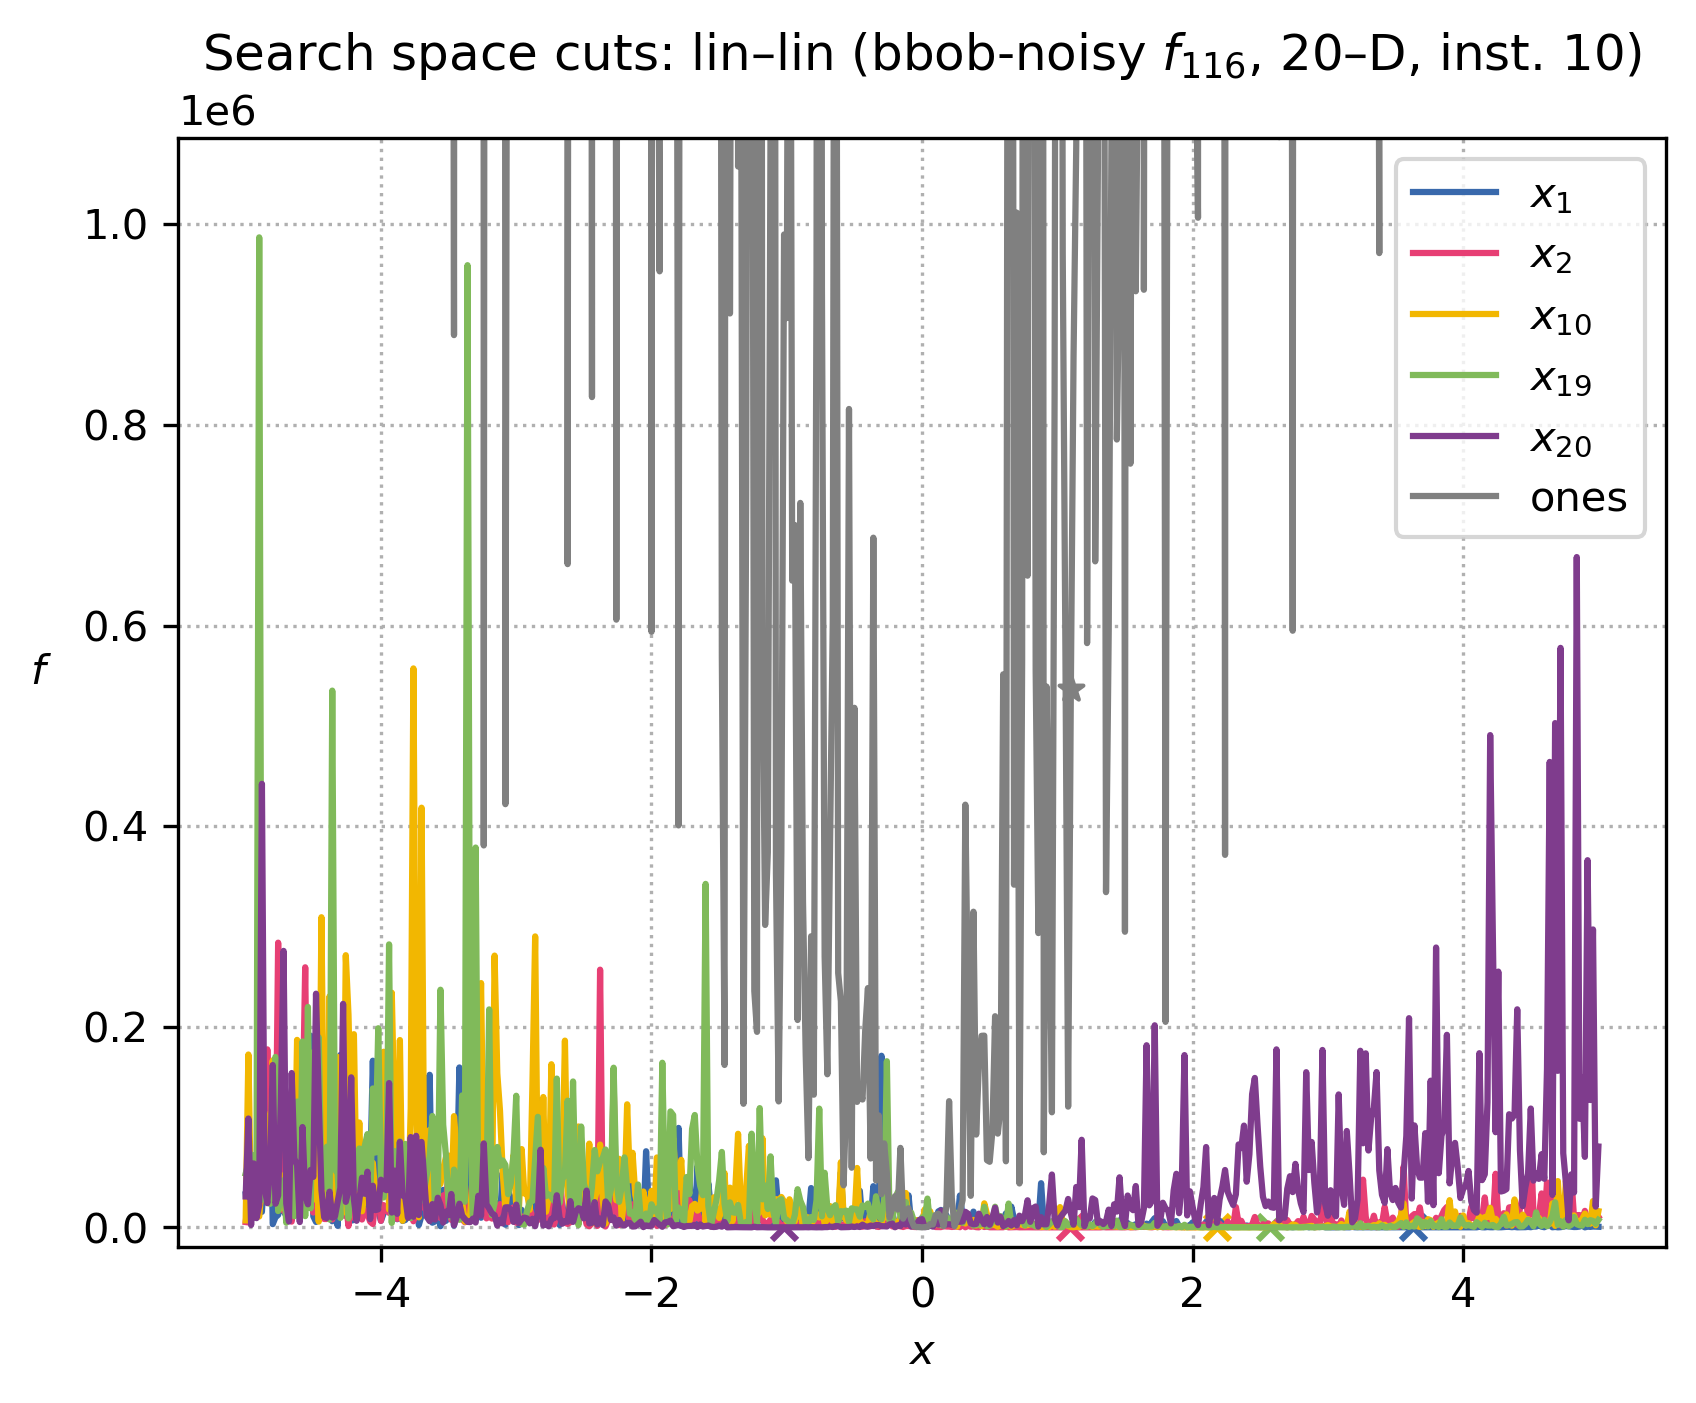 Search space cuts: lin–lin (bbob-noisy f116, 20–D, inst. 10)
1e6
1.0
0.8
0.6
0.4
0.2
0.0
f
−4
−2
0
2
4
x
x1
x2
x10
x19
x20
ones